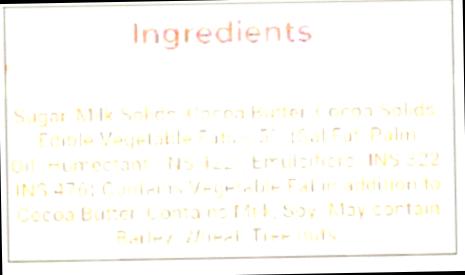 Ingredients
Sugar, Milk Solids, Cocoa Butter, Cocoa Solids,
Edible Vegetable Fat Palm
Oil Humectant INS 422 Emulsifiers INS 322
INS 476) Contains Vegetable Fat in addition to
Cocoa Butter. Contains Milk, Soy. May contain
Barley, Wheat, Tree nuts